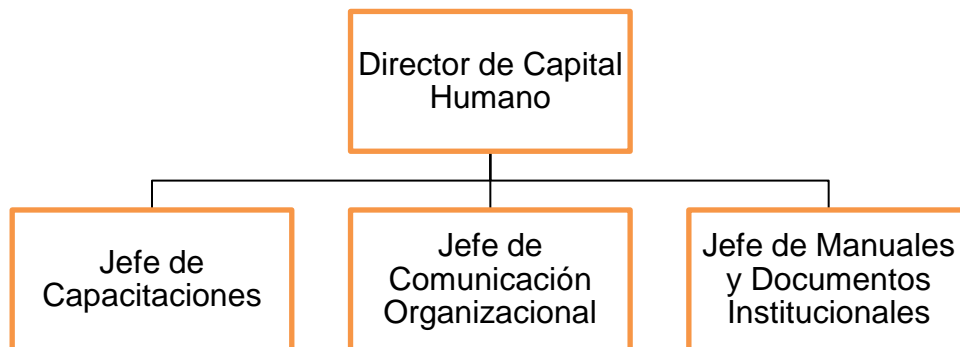 Director de Capital
Humano
Jefe de
Capacitaciones
Jefe de
Comunicación
Organizacional
Jefe de Manuales
y Documentos
Institucionales